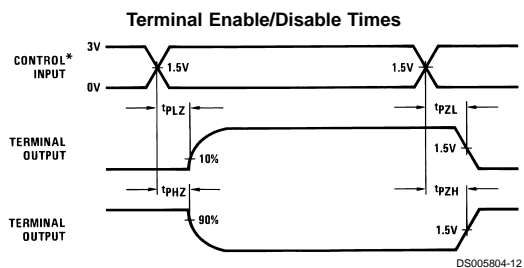 Terminal Enable/Disable Times
CONTROL*
INPUT
3V
0V
1.5V
1.5V
tPLZ
tPZL
TERMINAL
OUTPUT
10%
1.5V
tPHZ
tPZH
TERMINAL
OUTPUT
90%
1.5V
DS005804-12